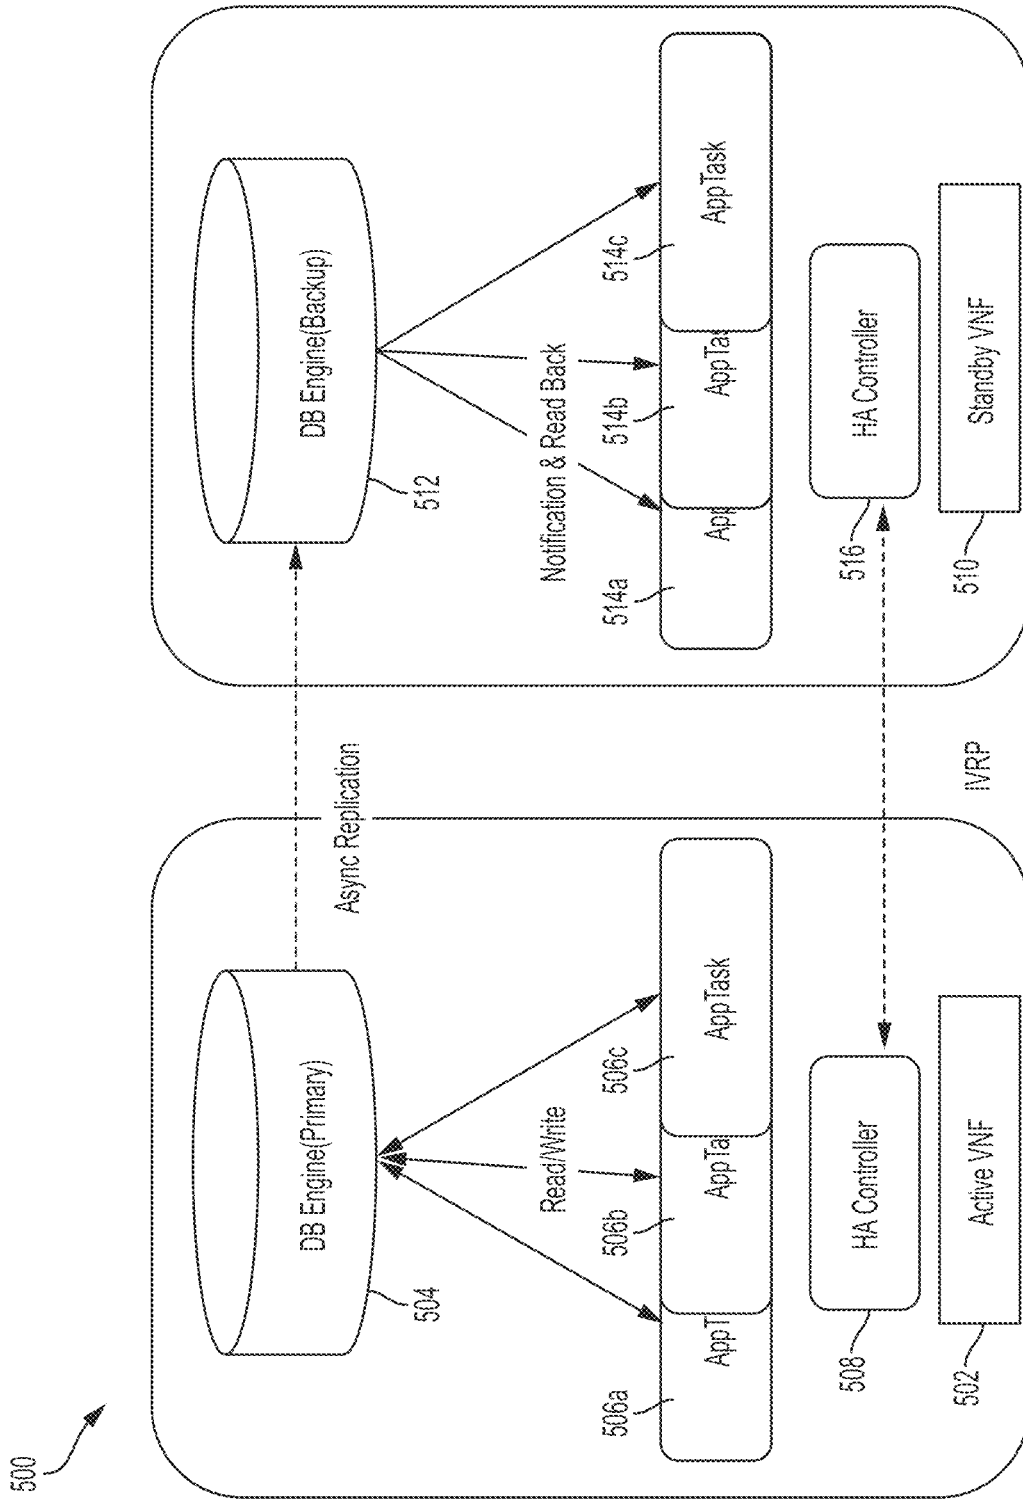 500
DB Engine(Primary)
504
Async Replication
DB Engine(Backup)
512
Read/Write
Notification & Read Back
506a
506b
506c
AppT
AppTa
AppTask
514a
514b
514c
App
AppTas
AppTask
508
HA Controller
516
HA Controller
IVRP
502
Active VNF
510
Standby VNF